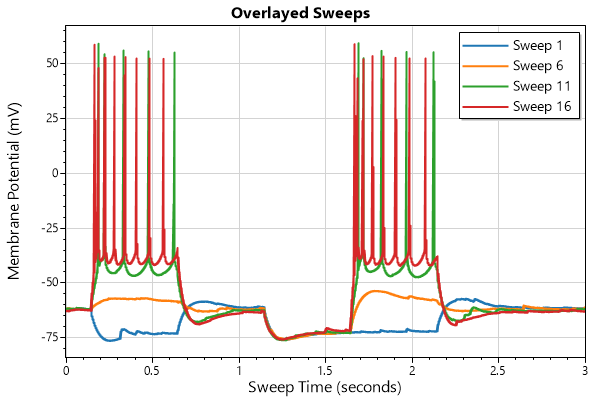 Overlayed Sweeps
Membrane Potential (mV)
50
25
0
-25
-50
-75
Sweep 1
Sweep 6
Sweep 11
Sweep 16
0
0.5
1
1.5
2
2.5
3
Sweep Time (seconds)